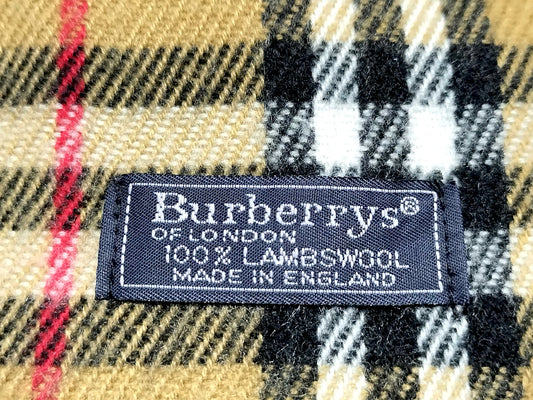 Burberrys®
OF LONDON
100% LAMBSWOOL
MADE IN ENGLAND